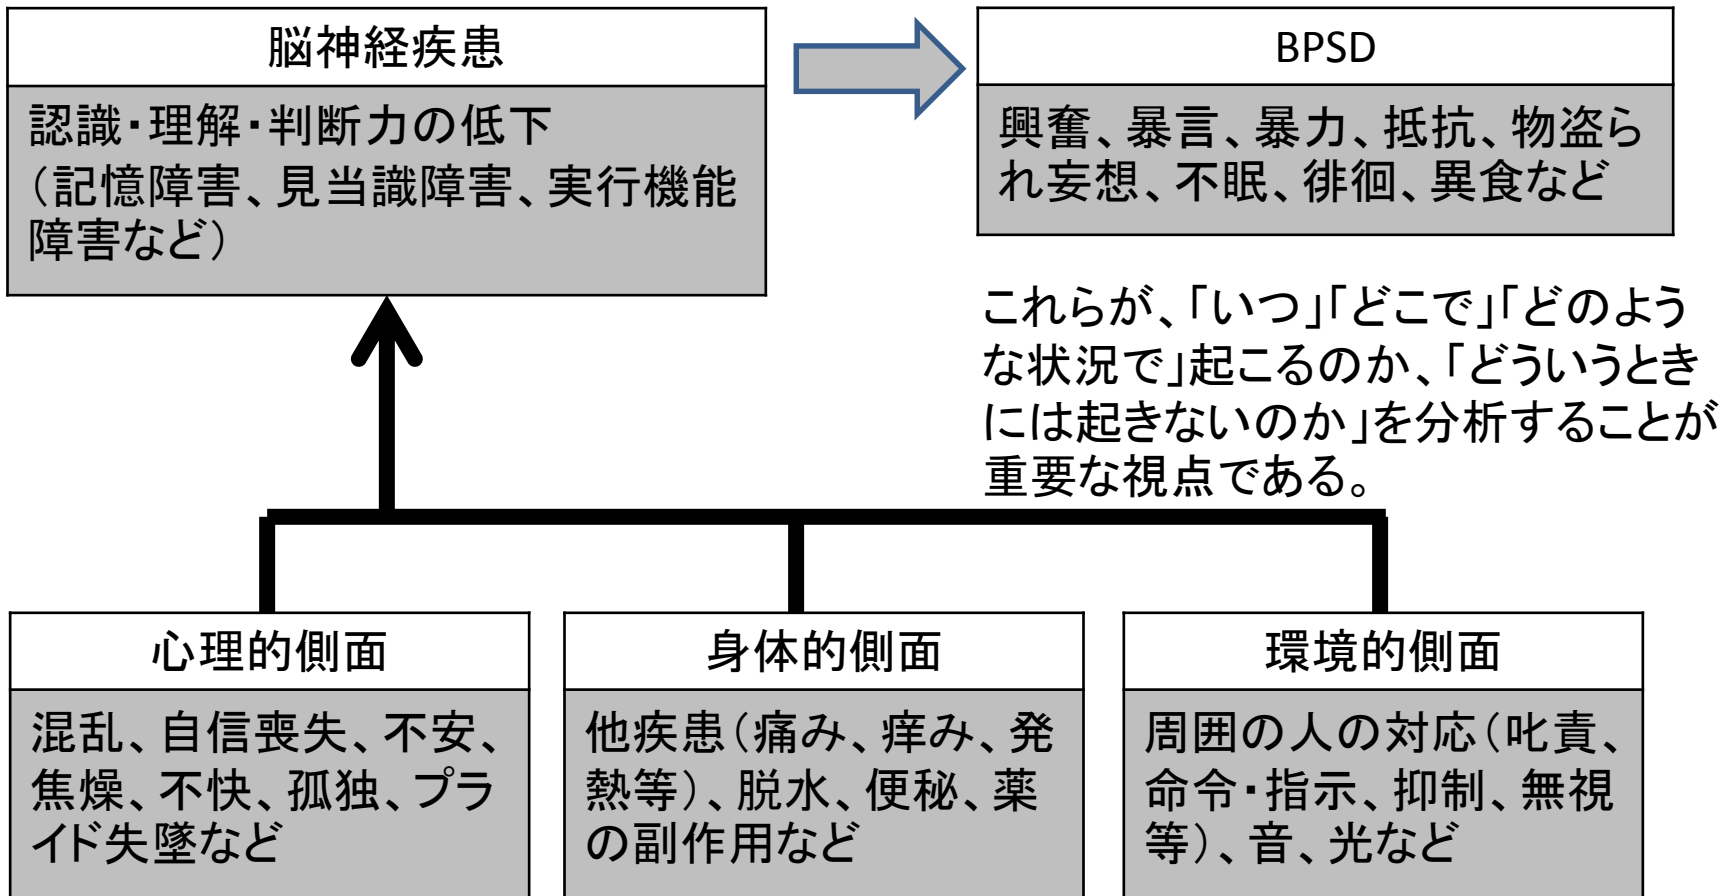 脳神経疾患
認識・理解・判断力の低下
（記憶障害、見当識障害、実行機能
障害など）
BPSD
興奮、暴言、暴力、抵抗、物盗ら
れ妄想、不眠、徘徊、異食など
これらが、「いつ」「どこで」「どのよう
な状況で」起こるのか、「どういうとき
には起きないのか」を分析することが
重要な視点である。
心理的側面
混乱、自信喪失、不安、
焦燥、不快、孤独、プラ
イド失墜など
身体的側面
他疾患（痛み、痒み、発
熱等）、脱水、便秘、薬
の副作用など
環境的側面
周囲の人の対応（叱責、
命令・指示、抑制、無視
等）、音、光など